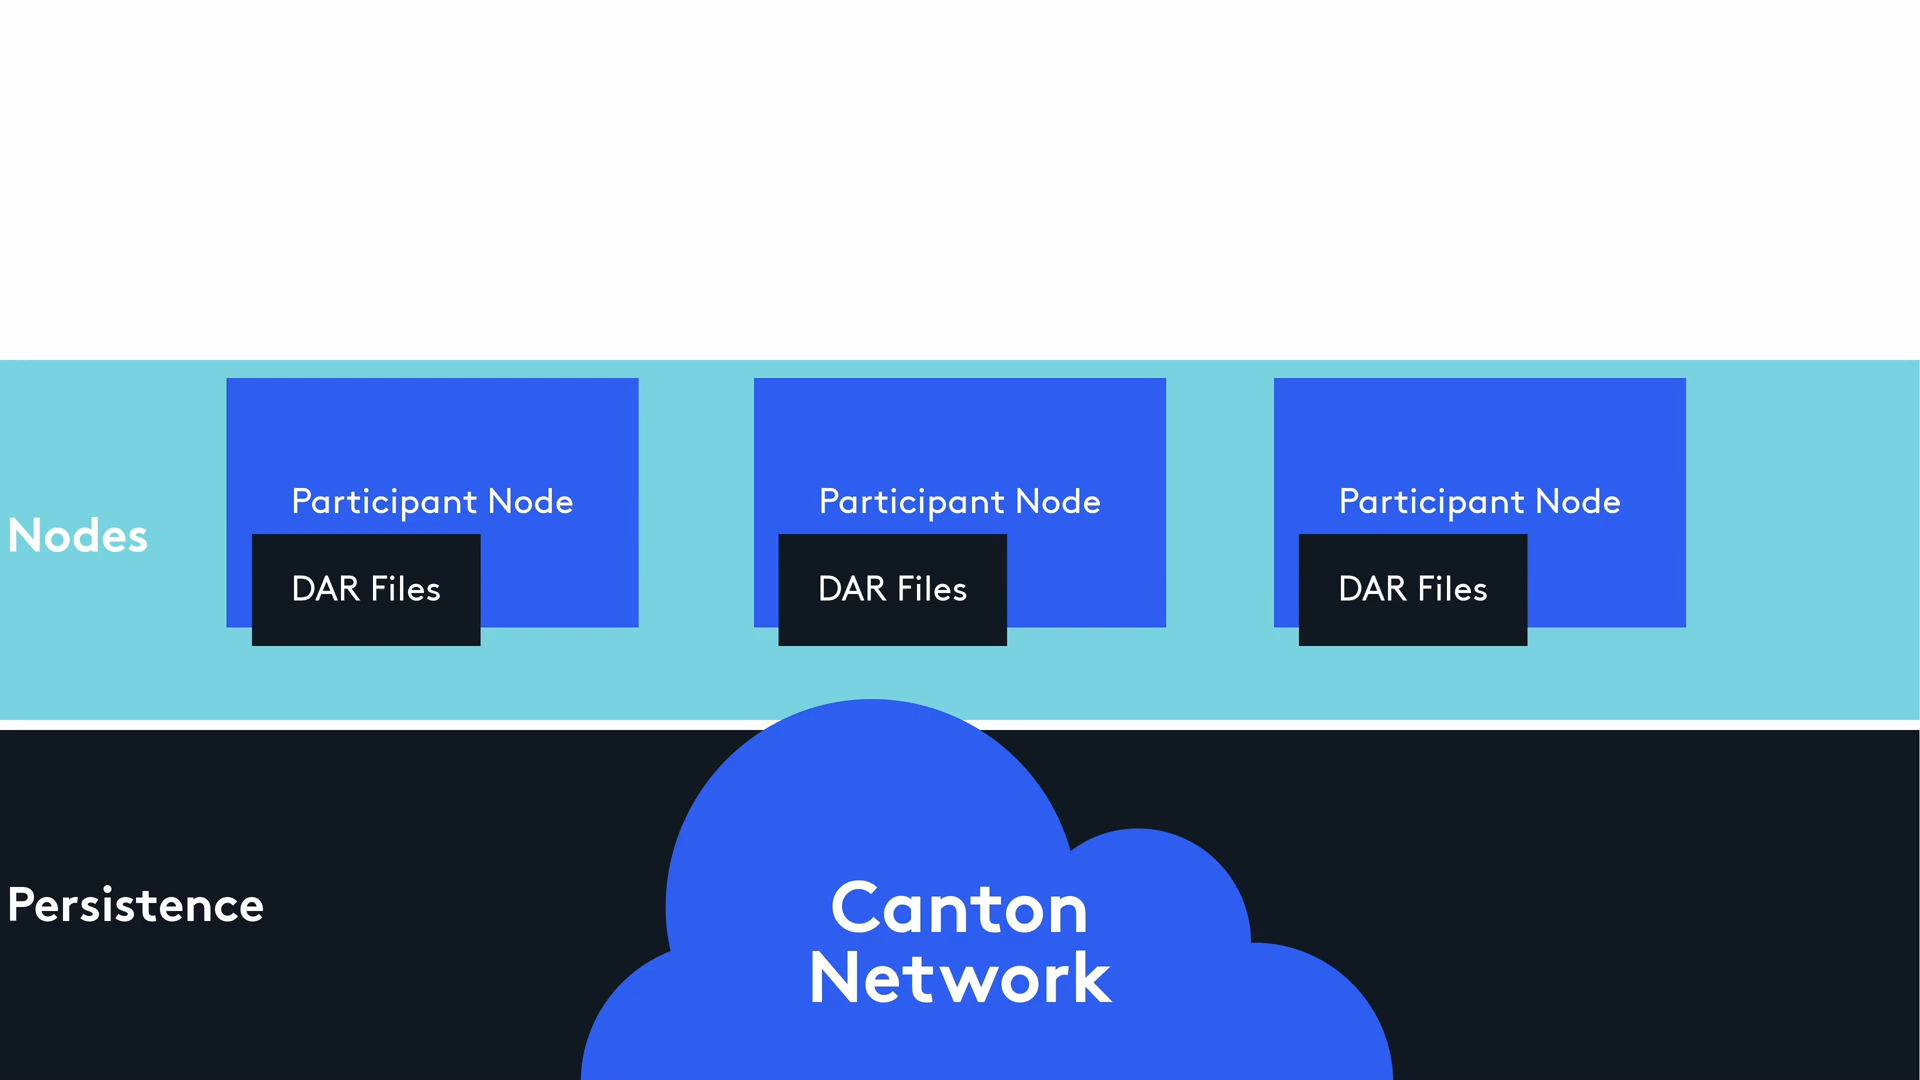 Nodes
Participant Node
DAR Files
Participant Node
DAR Files
Participant Node
DAR Files
Persistence
Canton
Network